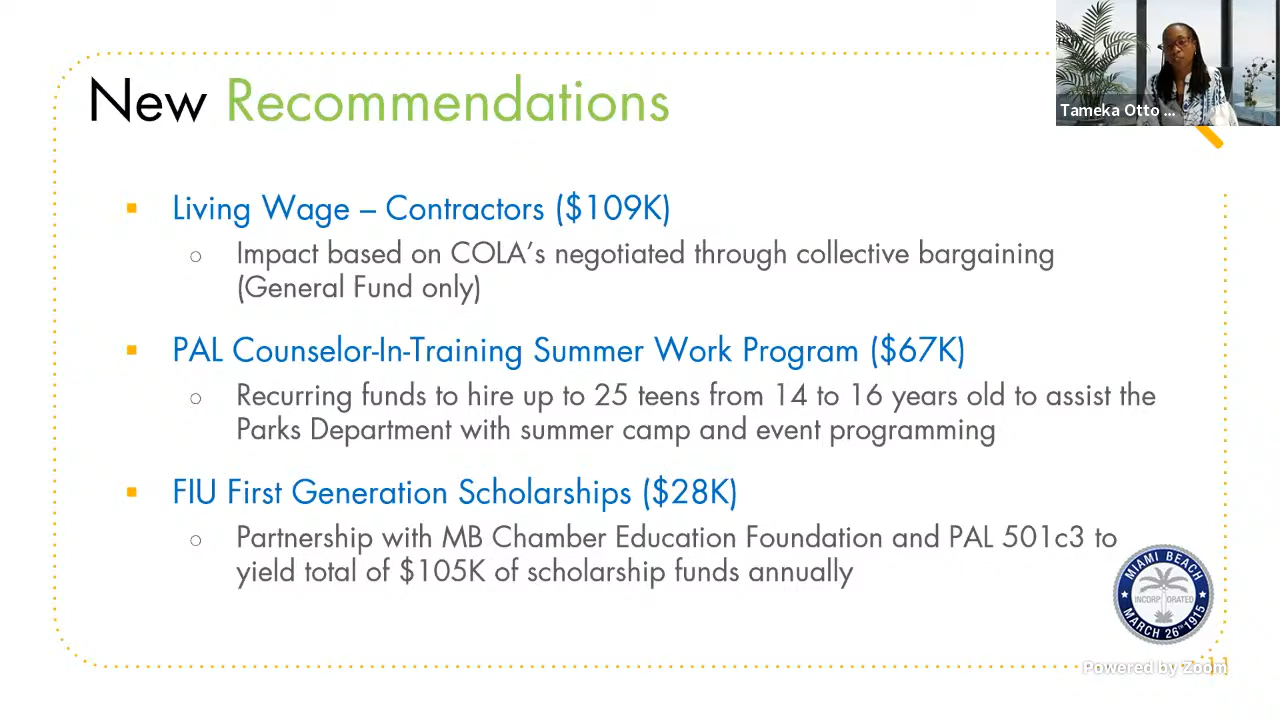 New Recommendations
Tameka Otto ...
▪ Living Wage – Contractors ($109K)
○ Impact based on COLA's negotiated through collective bargaining
(General Fund only)
▪ PAL Counselor-In-Training Summer Work Program ($67K)
○ Recurring funds to hire up to 25 teens from 14 to 16 years old to assist the
Parks Department with summer camp and event programming
▪ FIU First Generation Scholarships ($28K)
○ Partnership with MB Chamber Education Foundation and PAL 501c3 to
yield total of $105K of scholarship funds annually
MIAMI BEACH
INCORPORATED
MARCH 26TH 1915
Powered by Zoom
11